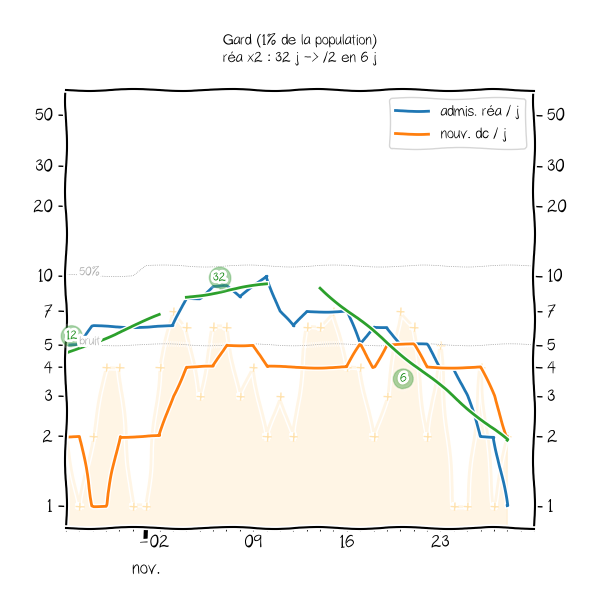 Gard (1% de la population)
réa x2 : 32 j -> /2 en 6 j
admis. réa / j
nouv. dc / j
50 50
30 30
20 20
10 10
7 7
5 5
4 4
3 3
2 2
1 1
50%
bruit
12
32
6
02 09 16 23
nov.